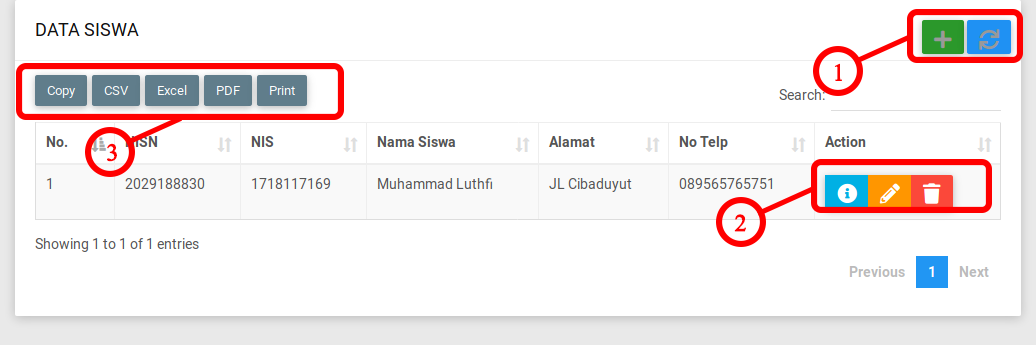 DATA SISWA
1
Copy CSV Excel PDF Print
Search:
3
No. NISN NIS Nama Siswa Alamat No Telp Action
1 2029188830 1718117169 Muhammad Luthfi JL Cibaduyut 089565765751
2
Showing 1 to 1 of 1 entries
Previous 1 Next